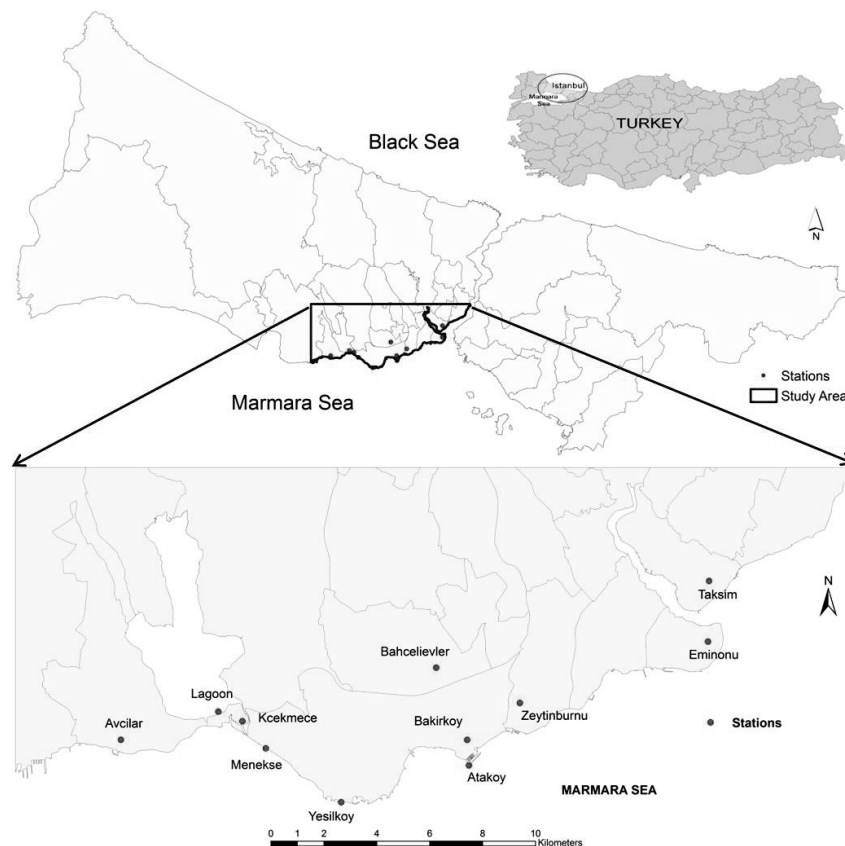 Istanbul
Marmara
Sea
TURKEY
Black Sea
N
Stations
Study Area
Marmara Sea
N
Taksim
Eminonu
Bahcelievler
Lagoon
Kcekmece
Zeytinburnu
Avcilar
Bakirkoy
Stations
Menekse
Atakoy
MARMARA SEA
Yesilkoy
0 1 2 4 6 8 10
Kilometers